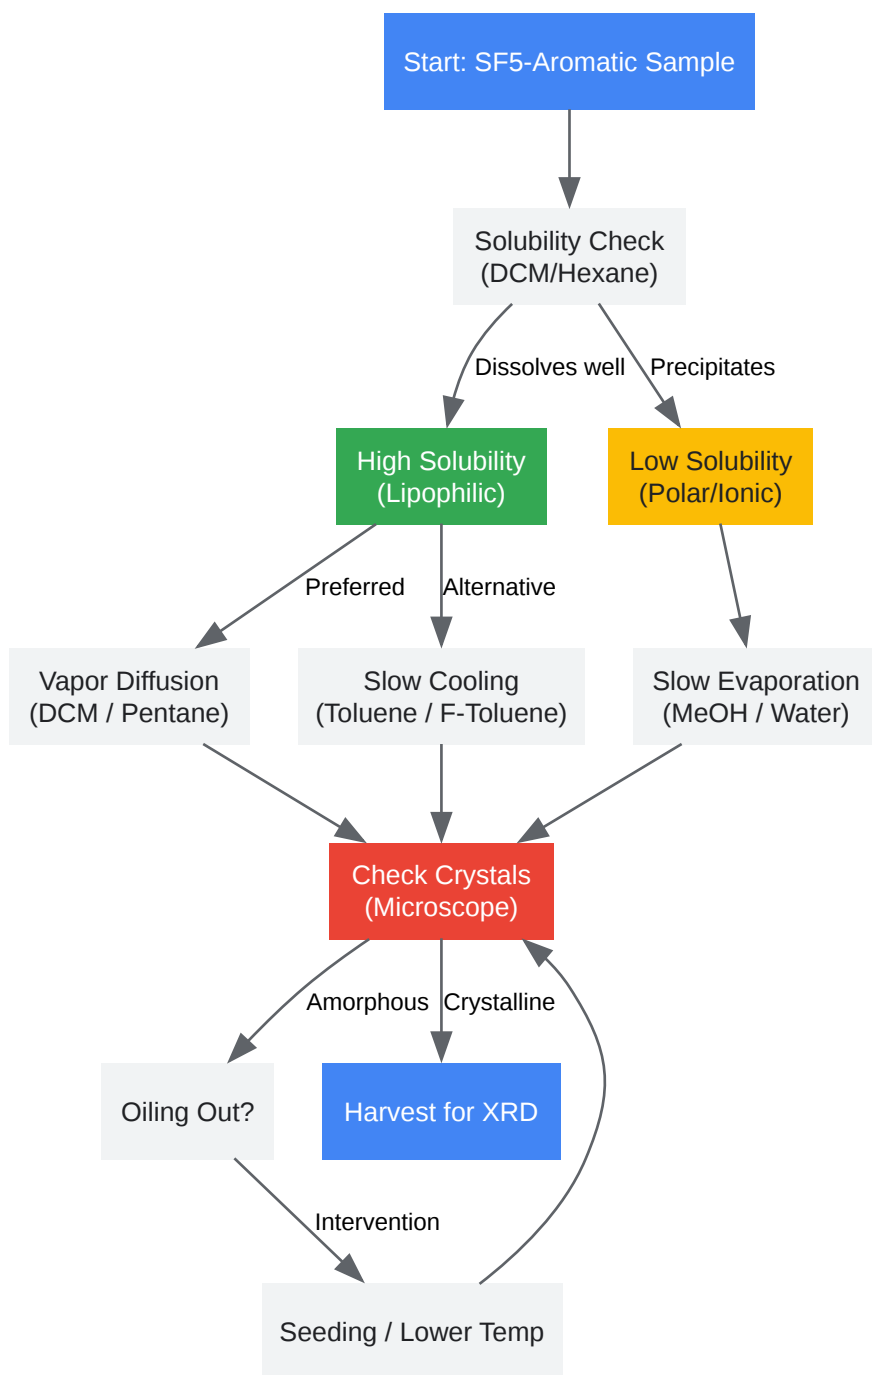 Start: SF5-Aromatic Sample
Solubility Check
(DCM/Hexane)
Dissolves well
Precipitates
High Solubility
(Lipophilic)
Low Solubility
(Polar/Ionic)
Preferred
Alternative
Vapor Diffusion
(DCM / Pentane)
Slow Cooling
(Toluene / F-Toluene)
Slow Evaporation
(MeOH / Water)
Check Crystals
(Microscope)
Amorphous
Crystalline
Oiling Out?
Harvest for XRD
Intervention
Seeding / Lower Temp